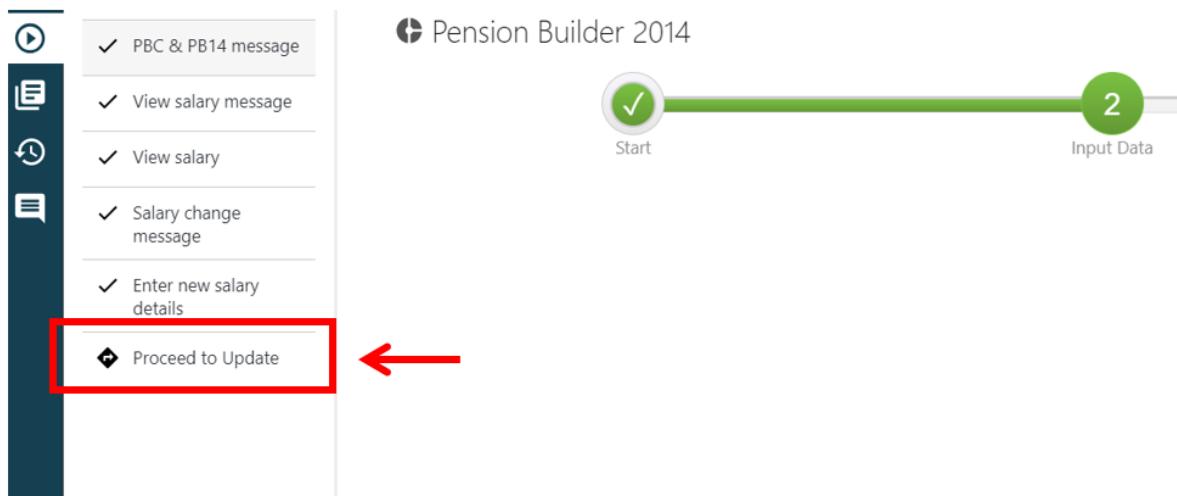 PBC & PB14 message
View salary message
View salary
Salary change
message
Enter new salary
details
Proceed to Update
Pension Builder 2014
2
Start
Input Data